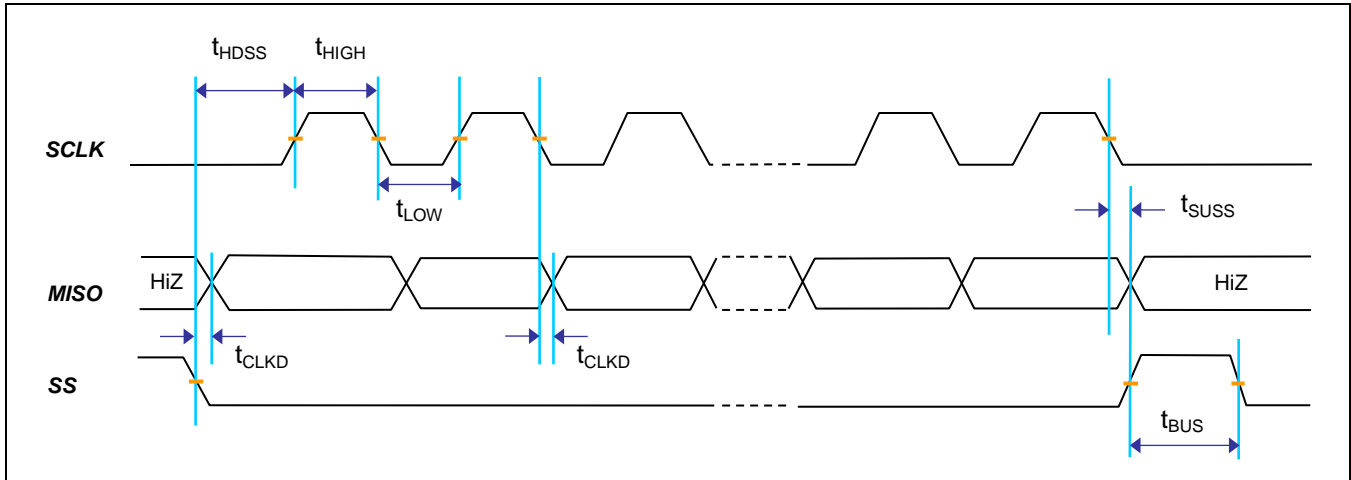 tHDSS tHIGH
SCLK
tLOW
tSUSS
HiZ HiZ
MISO
tCLKD tCLKD
SS
tBUS